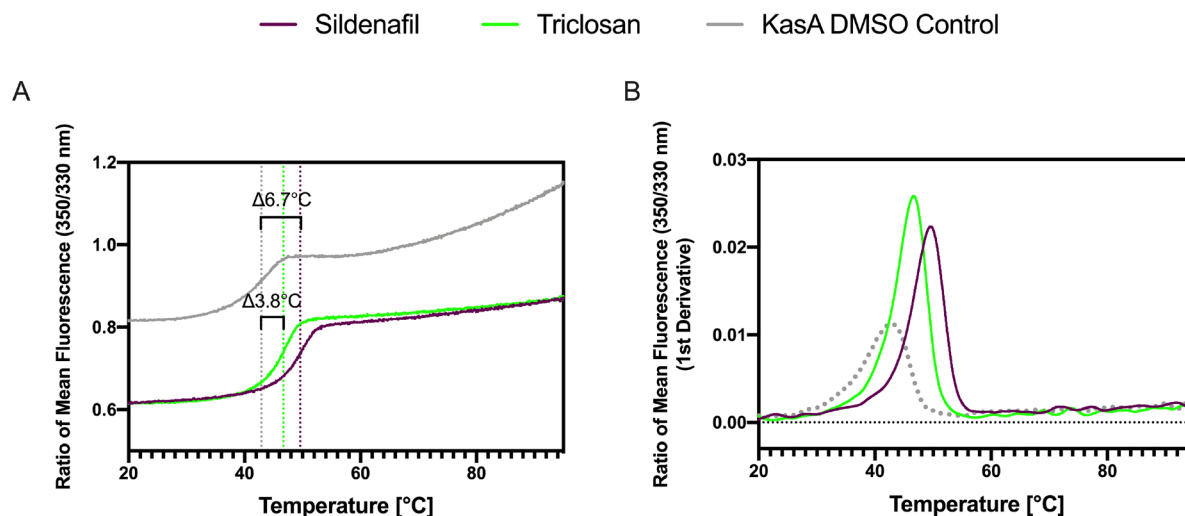 Sildenafil Triclosan KasA DMSO Control
A
Ratio of Mean Fluorescence (350/330 nm)
1.2
1.0
0.8
0.6
Δ6.7°C
Δ3.8°C
20 40 60 80
Temperature [°C]
B
Ratio of Mean Fluorescence (350/330 nm)
(1st Derivative)
0.03
0.02
0.01
0.00
20 40 60 80
Temperature [°C]